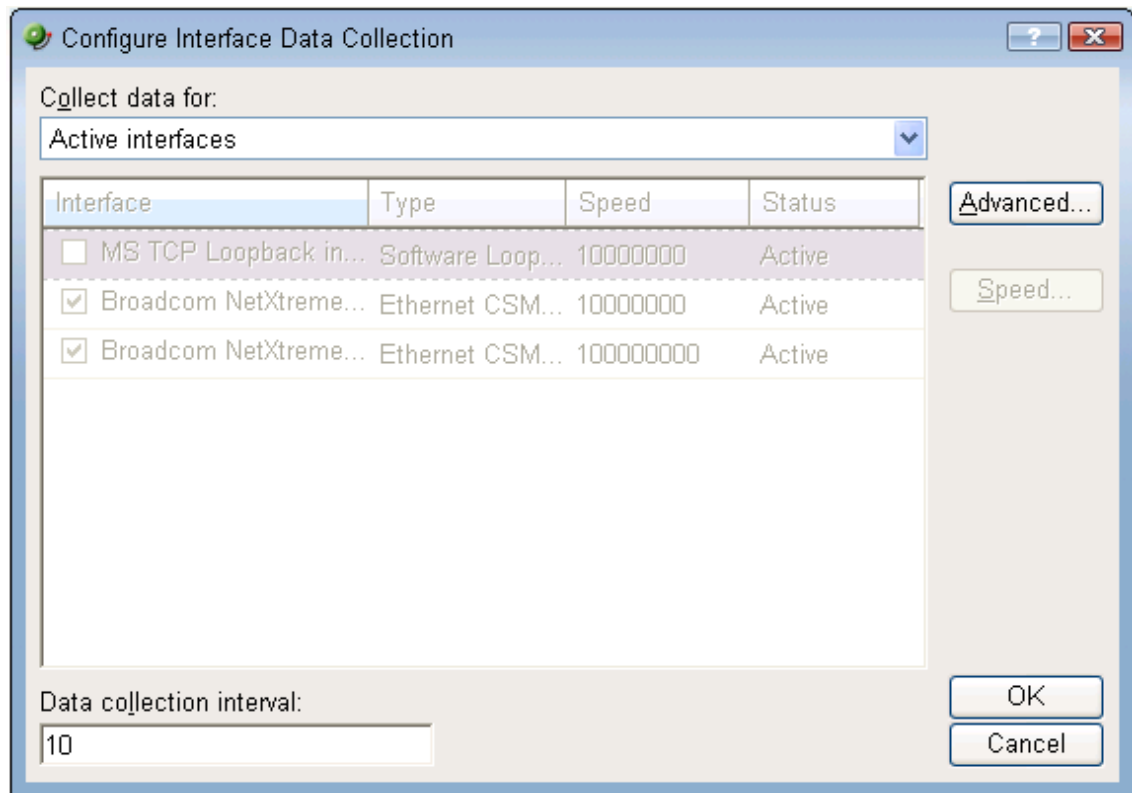 Configure Interface Data Collection
?
Collect data for:
Active interfaces
Interface Type Speed Status
Advanced...
MS TCP Loopback in... Software Loop... 10000000 Active
Speed...
Broadcom NetXtreme... Ethernet CSM... 10000000 Active
Broadcom NetXtreme... Ethernet CSM... 100000000 Active
Data collection interval:
10
OK
Cancel